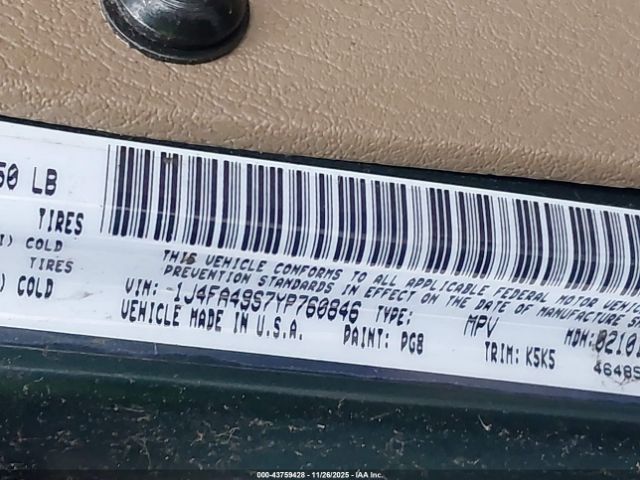 50 LB
TIRES
COLD
TIRES
COLD
THIS VEHICLE CONFORMS TO ALL APPLICABLE FEDERAL MOTOR
PREVENTION STANDARDS IN EFFECT ON THE DATE OF MANUFACTURE
VIN: 1J4FA49S7YP760846 TYPE: MPV MDH:
VEHICLE MADE IN U.S.A. PAINT: PG8 TRIM: K5K5
000-43759428 - 11/26/2025 - IAA Inc.